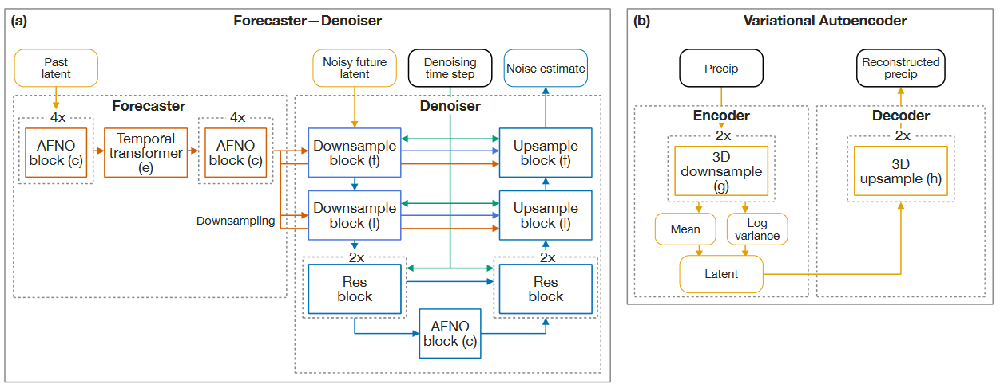 (a)
Forecaster—Denoiser
Past
latent
Noisy future
latent
Denoising
time step
Noise estimate
Forecaster
Denoiser
4x
AFNO
block (c)
Temporal
transformer
(e)
4x
AFNO
block (c)
Downsample
block (f)
Upsample
block (f)
Downsampling
Downsample
block (f)
Upsample
block (f)
2x
Res
block
2x
Res
block
AFNO
block (c)
(b)
Variational Autoencoder
Precip
Reconstructed
precip
Encoder
Decoder
2x
3D
downsample
(g)
2x
3D
upsample (h)
Mean
Log
variance
Latent